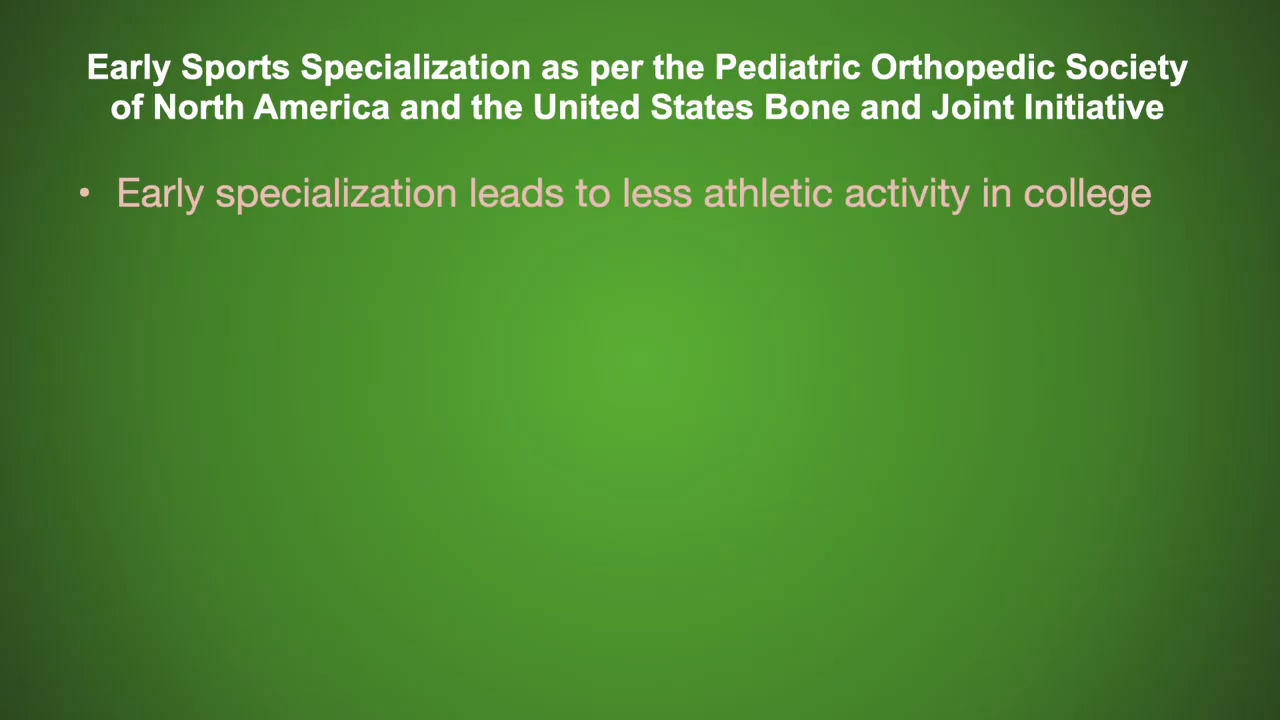 Early Sports Specialization as per the Pediatric Orthopedic Society
of North America and the United States Bone and Joint Initiative
• Early specialization leads to less athletic activity in college